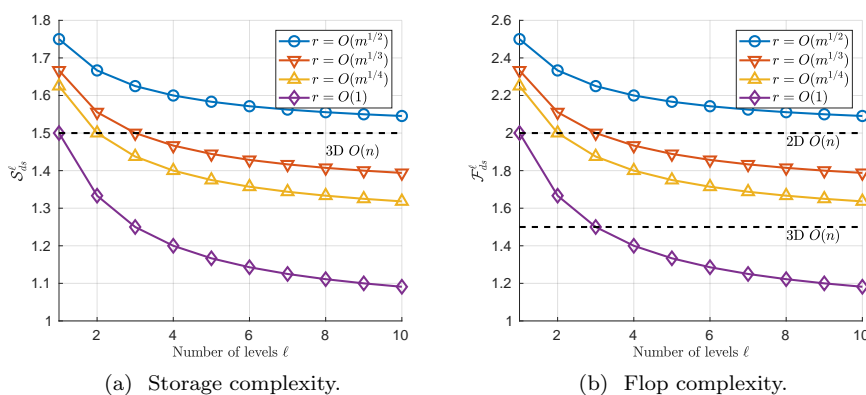 1.8
1.7
1.6
1.5
1.4
1.3
1.2
1.1
1
2
4
6
8
10
Number of levels ℓ
𝒮ℓds
r = O(m^{1/2})
r = O(m^{1/3})
r = O(m^{1/4})
r = O(1)
3D O(n)
(a) Storage complexity.
2.6
2.4
2.2
2
1.8
1.6
1.4
1.2
1
2
4
6
8
10
Number of levels ℓ
ℱℓds
r = O(m^{1/2})
r = O(m^{1/3})
r = O(m^{1/4})
r = O(1)
2D O(n)
3D O(n)
(b) Flop complexity.